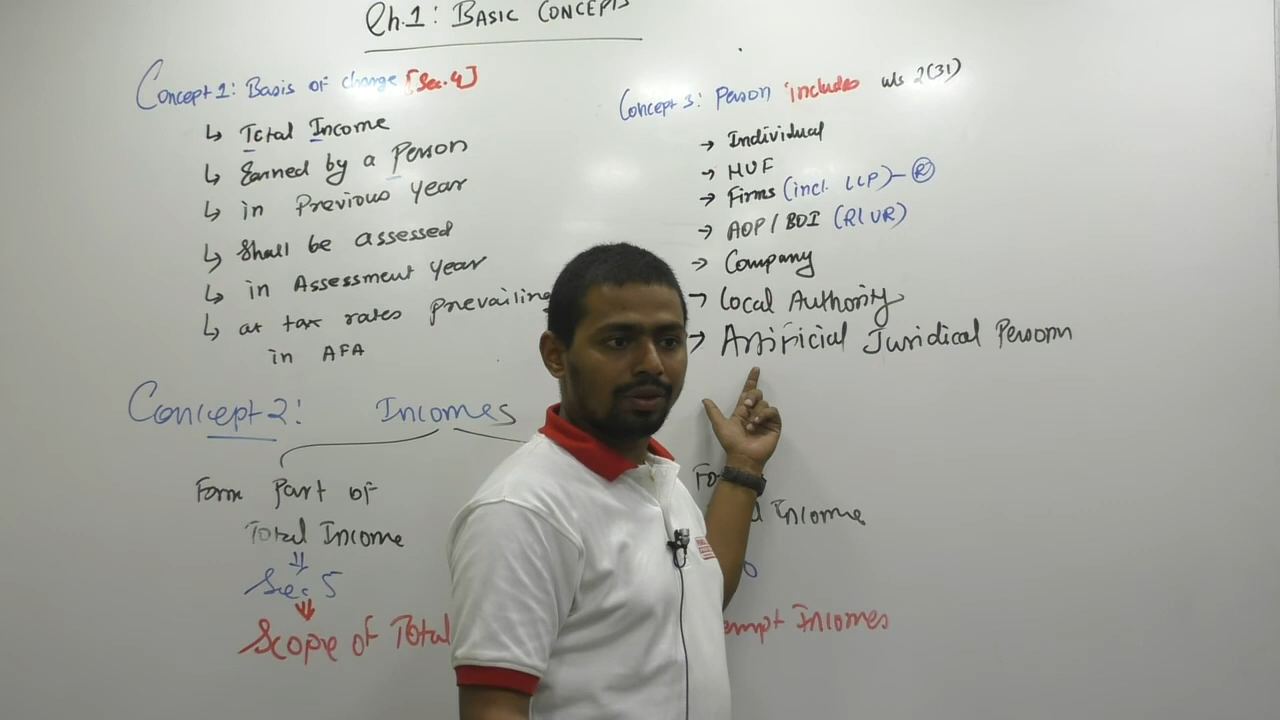 Ch.1: BASIC CONCEPTS
Concept 1: Basis of charge [Sec.4]
↳ Total Income
↳ Earned by a Person
↳ in Previous year
↳ Shall be assessed
↳ in Assessment year
↳ at tax rates prevailing
in AFA
Concept 2: Incomes
Form Part of
Total Income
Sec. 5
Scope of Total
Concept 3: Person includes u/s 2(31)
→ Individual
→ HUF
→ Firms (incl. LLP) - R
→ AOP / BOI (R/UR)
→ Company
→ Local Authority
→ Artificial Juridical Person
Income
empt Incomes